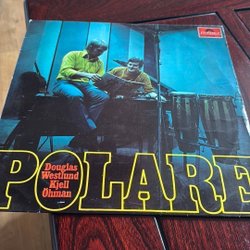 Douglas
Westlund
Kjell
Öhman
POLARE